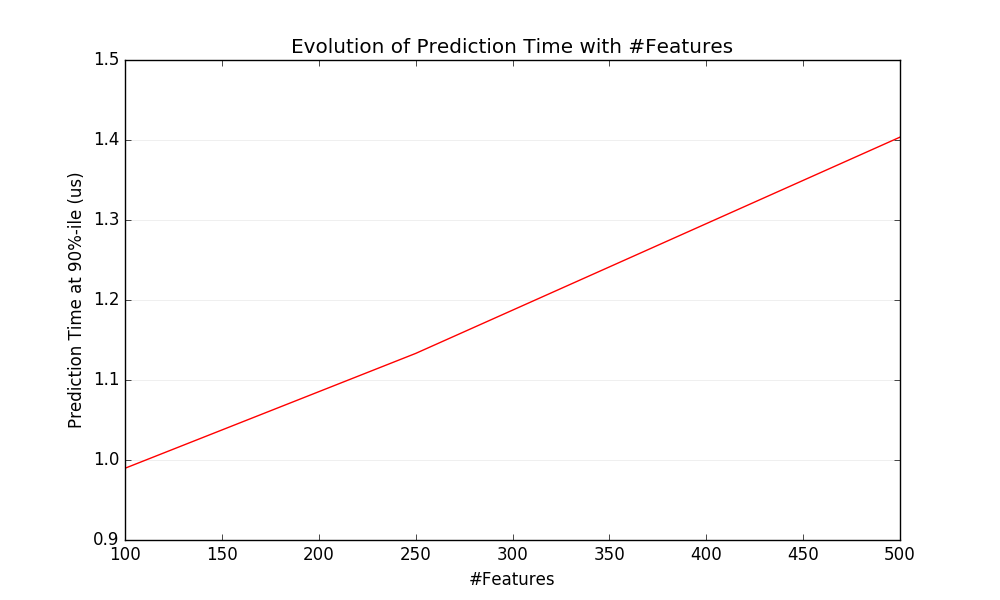 Evolution of Prediction Time with #Features
1.5
1.4
1.3
1.2
1.1
1.0
0.9
Prediction Time at 90%-ile (us)
100 150 200 250 300 350 400 450 500
#Features